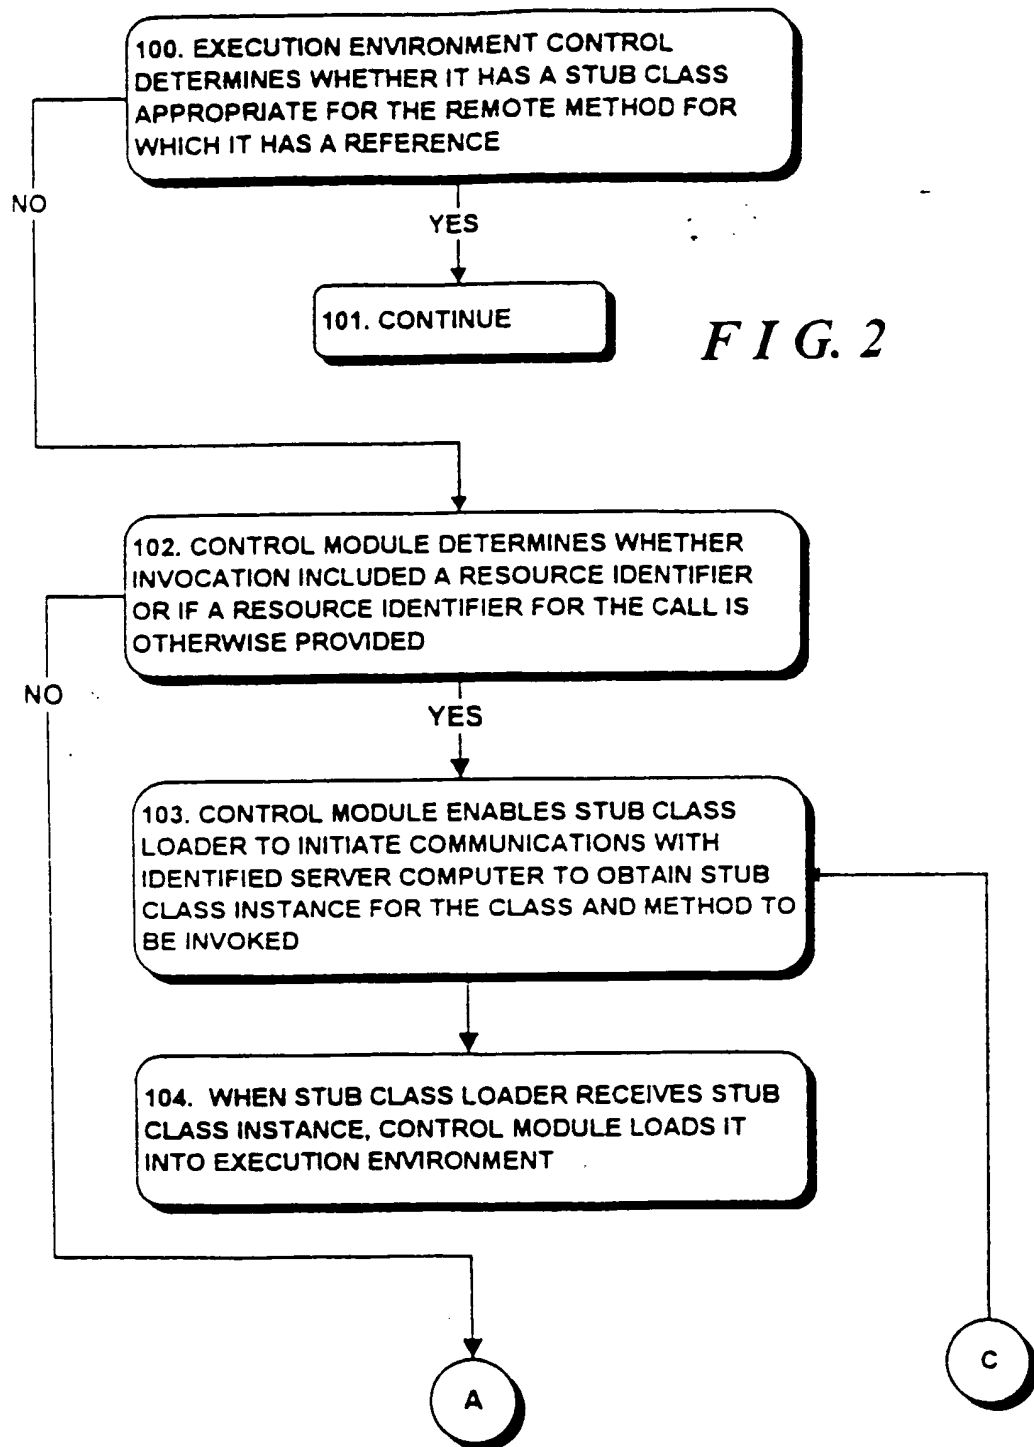 100. EXECUTION ENVIRONMENT CONTROL
DETERMINES WHETHER IT HAS A STUB CLASS
APPROPRIATE FOR THE REMOTE METHOD FOR
WHICH IT HAS A REFERENCE
NO
YES
101. CONTINUE
FIG. 2
102. CONTROL MODULE DETERMINES WHETHER
INVOCATION INCLUDED A RESOURCE IDENTIFIER
OR IF A RESOURCE IDENTIFIER FOR THE CALL IS
OTHERWISE PROVIDED
NO
YES
103. CONTROL MODULE ENABLES STUB CLASS
LOADER TO INITIATE COMMUNICATIONS WITH
IDENTIFIED SERVER COMPUTER TO OBTAIN STUB
CLASS INSTANCE FOR THE CLASS AND METHOD TO
BE INVOKED
104. WHEN STUB CLASS LOADER RECEIVES STUB
CLASS INSTANCE, CONTROL MODULE LOADS IT
INTO EXECUTION ENVIRONMENT
A
C